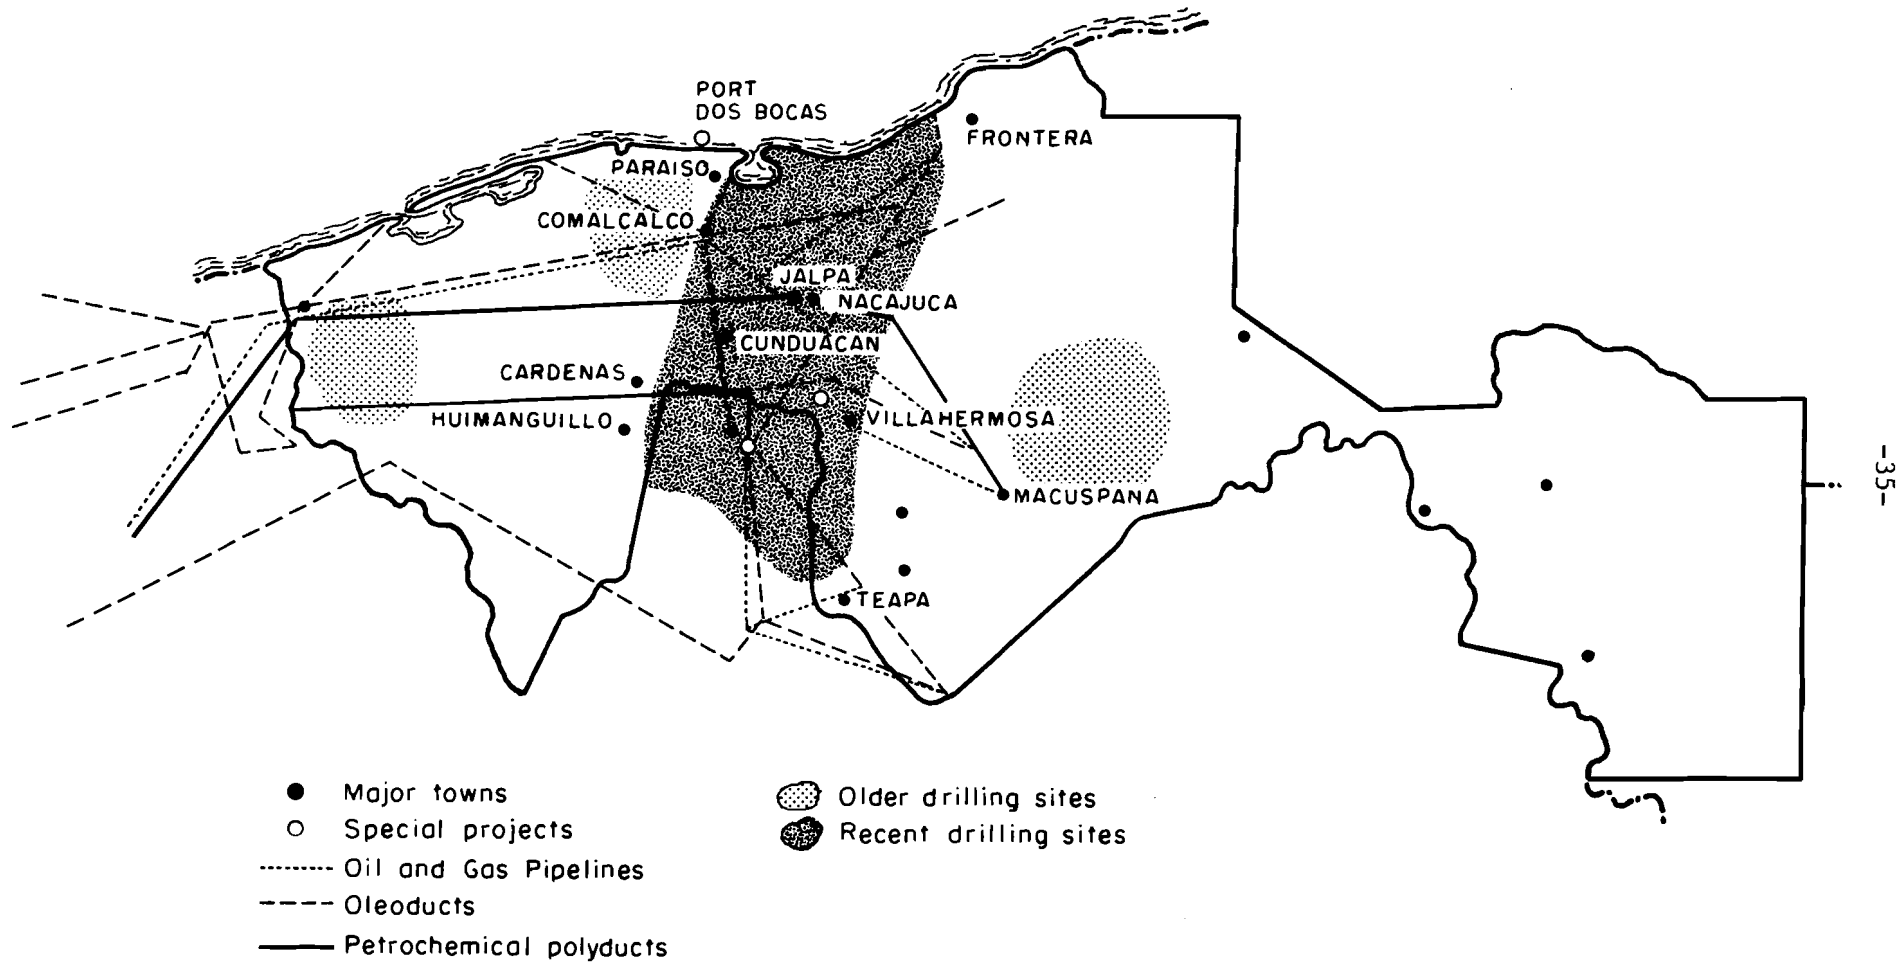 PORT
DOS BOCAS
FRONTERA
PARAISO
COMALCALCO
JALPA
NACAJUCA
CUNDUACAN
CARDENAS
HUIMANGUILLO
VILLAHERMOSA
MACUSPANA
TEAPA
-35-
Major towns
Special projects
Oil and Gas Pipelines
Oleoducts
Petrochemical polyducts
Older drilling sites
Recent drilling sites